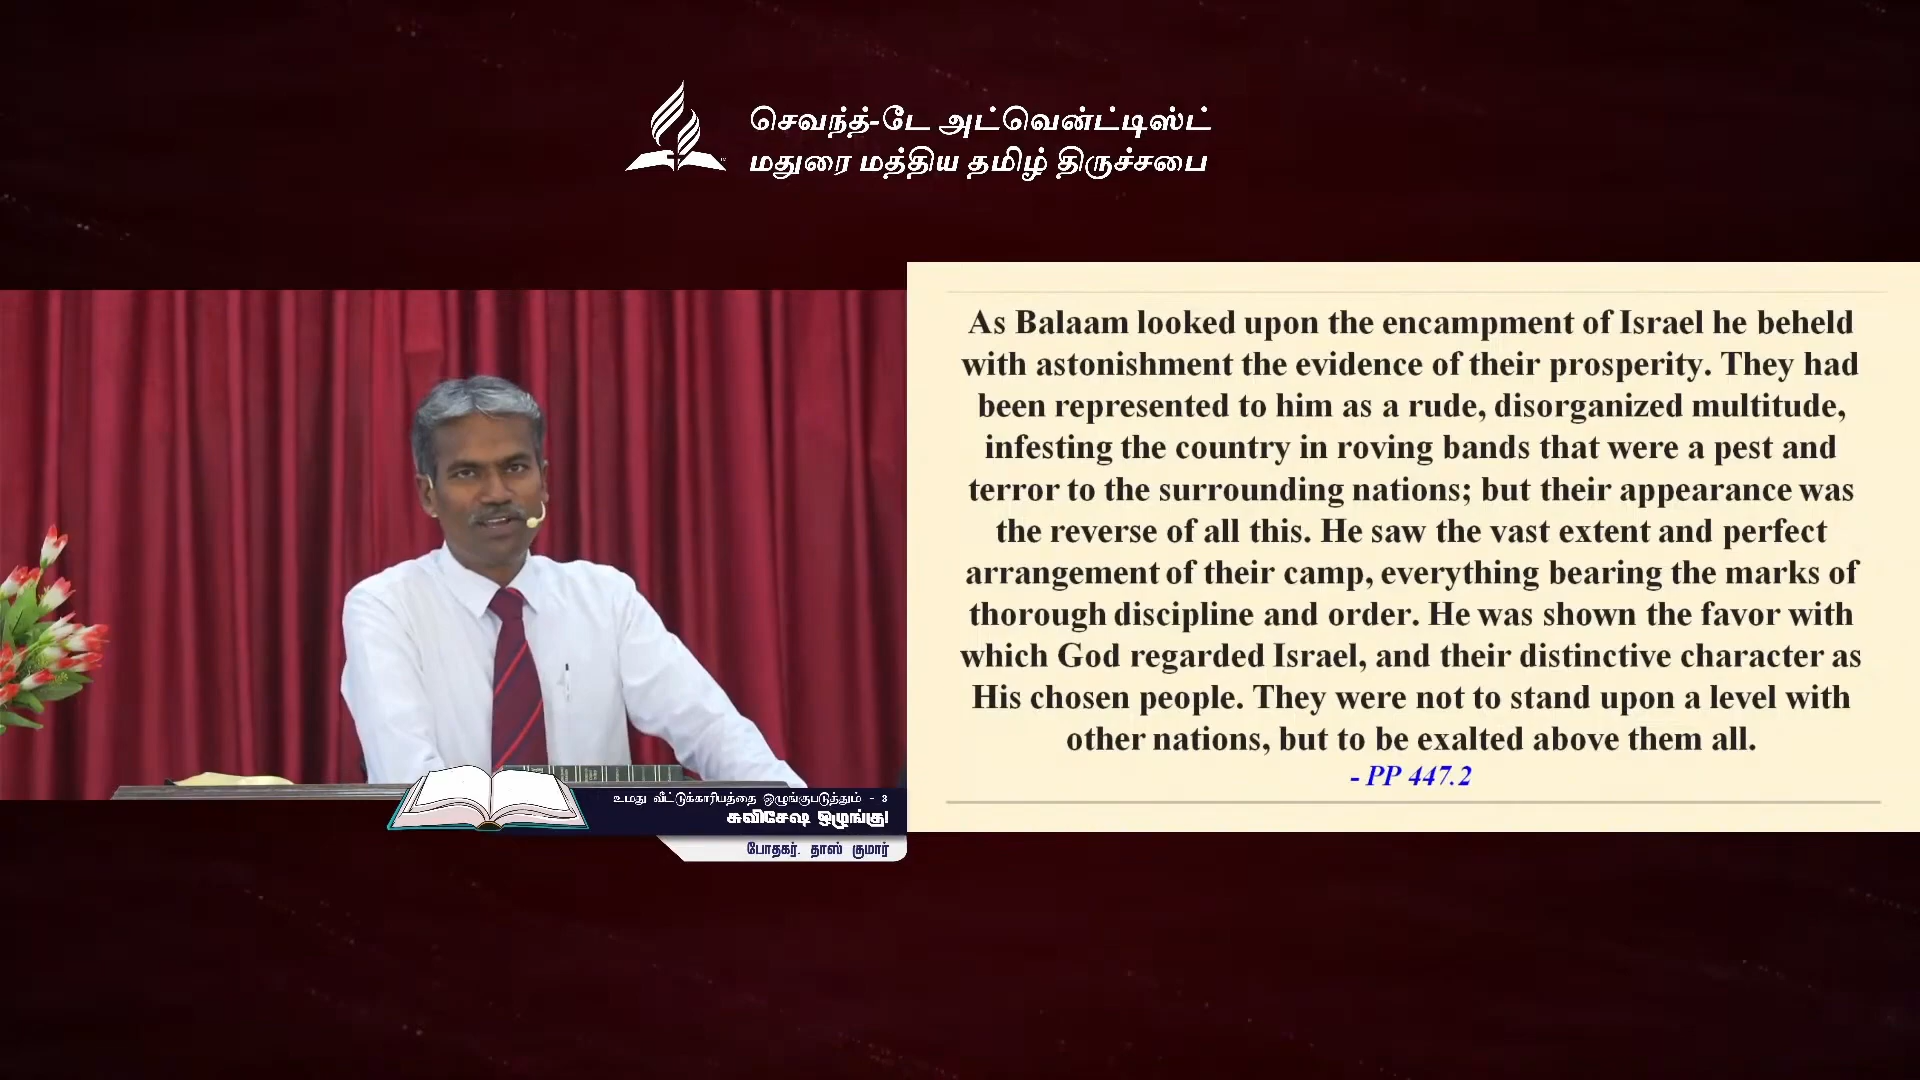 செவந்த்-டே அட்வென்ட்டிஸ்ட்
மதுரை மத்திய தமிழ் திருச்சபை
As Balaam looked upon the encampment of Israel he beheld
with astonishment the evidence of their prosperity. They had
been represented to him as a rude, disorganized multitude,
infesting the country in roving bands that were a pest and
terror to the surrounding nations; but their appearance was
the reverse of all this. He saw the vast extent and perfect
arrangement of their camp, everything bearing the marks of
thorough discipline and order. He was shown the favor with
which God regarded Israel, and their distinctive character as
His chosen people. They were not to stand upon a level with
other nations, but to be exalted above them all.
- PP 447.2
உமது வீட்டுக்காரியத்தை ஒழுங்குபடுத்தும் - 3
சுவிசேஷ ஒழுங்கு!
போதகர். தாஸ் குமார்